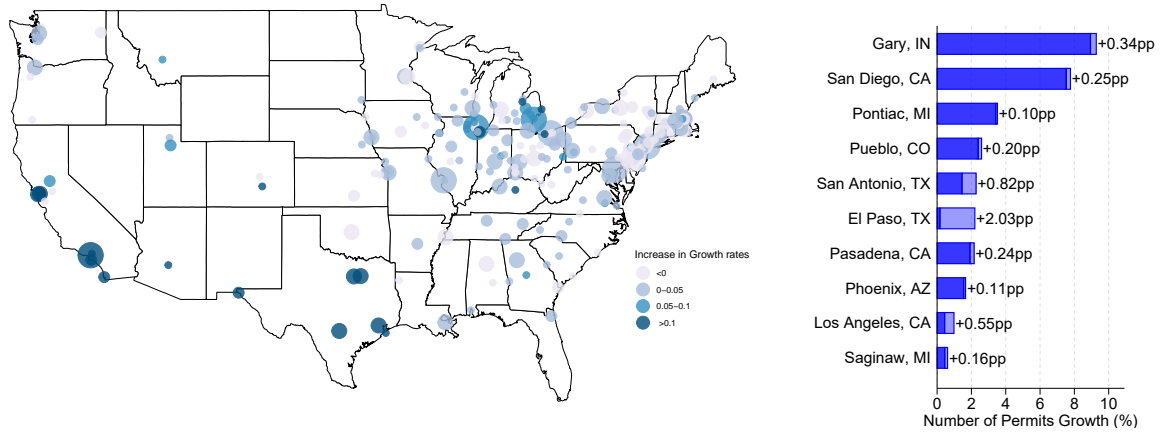 Increase in Growth rates
<0
0−0.05
0.05−0.1
>0.1
Gary, IN +0.34pp
San Diego, CA +0.25pp
Pontiac, MI +0.10pp
Pueblo, CO +0.20pp
San Antonio, TX +0.82pp
El Paso, TX +2.03pp
Pasadena, CA +0.24pp
Phoenix, AZ +0.11pp
Los Angeles, CA +0.55pp
Saginaw, MI +0.16pp
0 2 4 6 8 10
Number of Permits Growth (%)